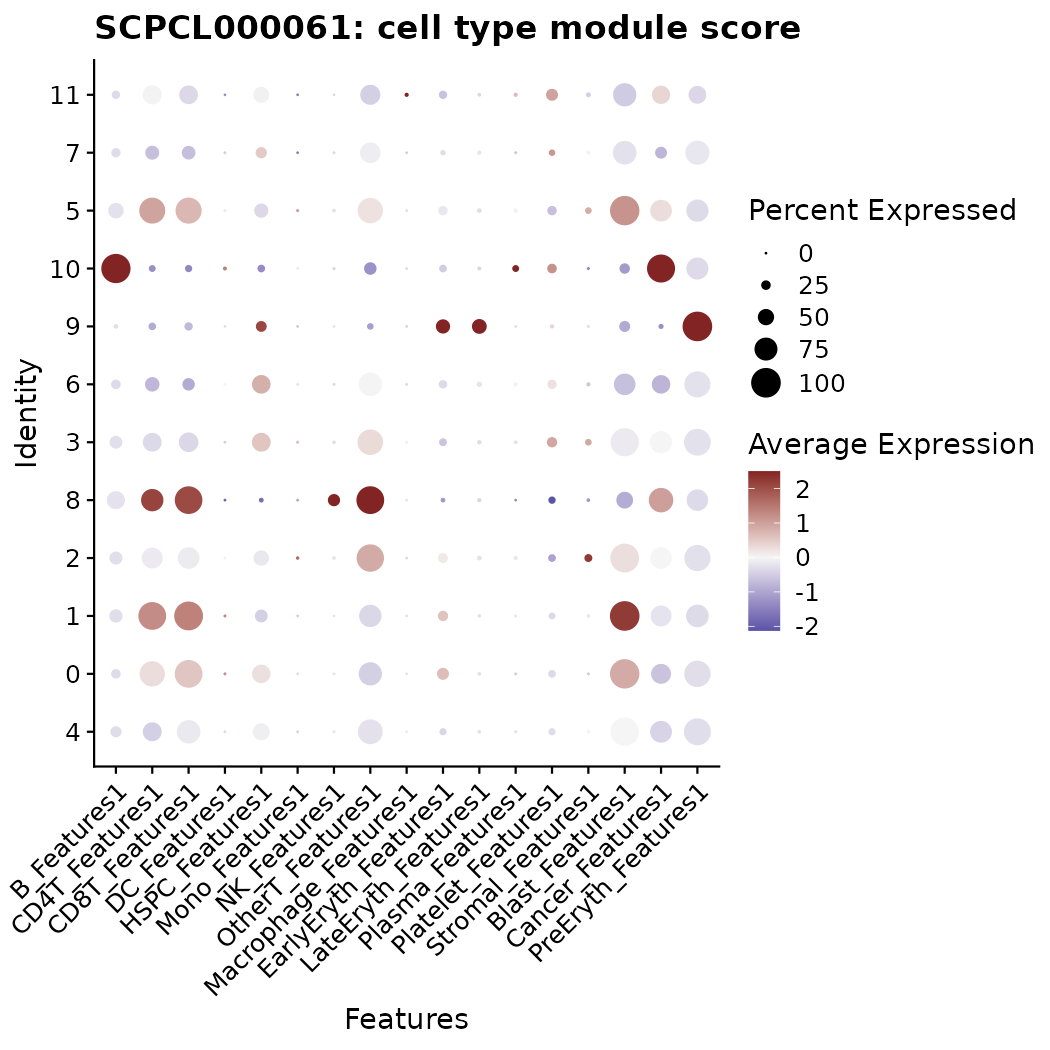 SCPCL000061: cell type module score
Identity
11
7
5
10
9
6
3
8
2
1
0
4
B_Features1
CD4T_Features1
CD8T_Features1
DC_Features1
HSPC_Features1
Mono_Features1
NK_Features1
OtherT_Features1
Macrophage_Features1
EarlyEryth_Features1
LateEryth_Features1
Plasma_Features1
Platelet_Features1
Stromal_Features1
Blast_Features1
Cancer_Features1
PreEryth_Features1
Features
Percent Expressed
0
25
50
75
100
Average Expression
2
1
0
-1
-2